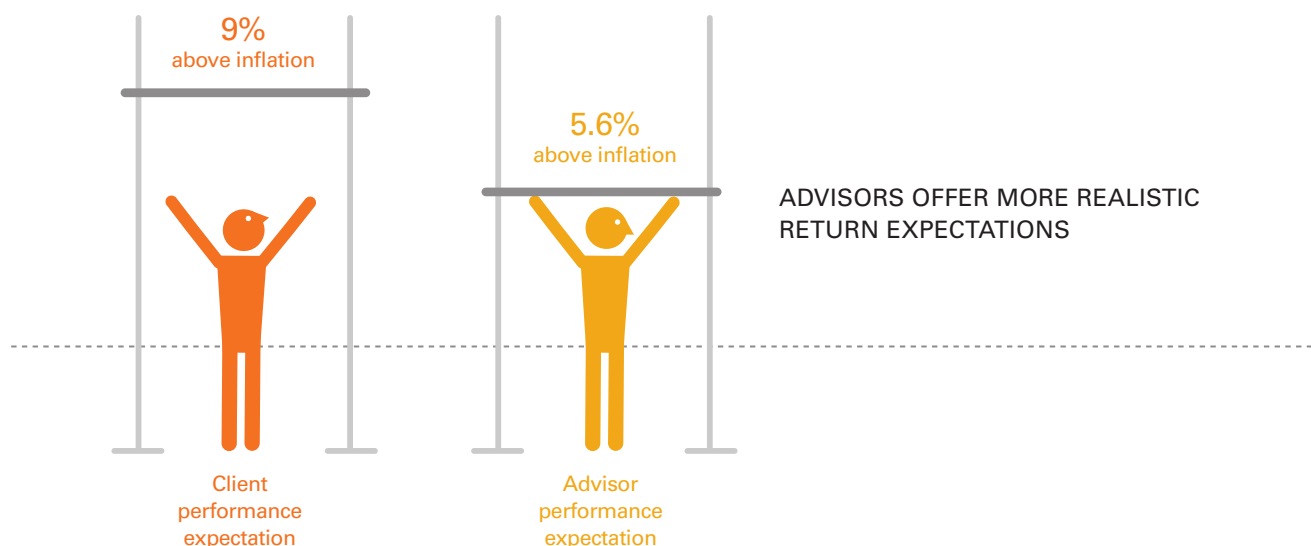 9%
above inflation
5.6%
above inflation
ADVISORS OFFER MORE REALISTIC
RETURN EXPECTATIONS
Client
performance
expectation
Advisor
performance
expectation